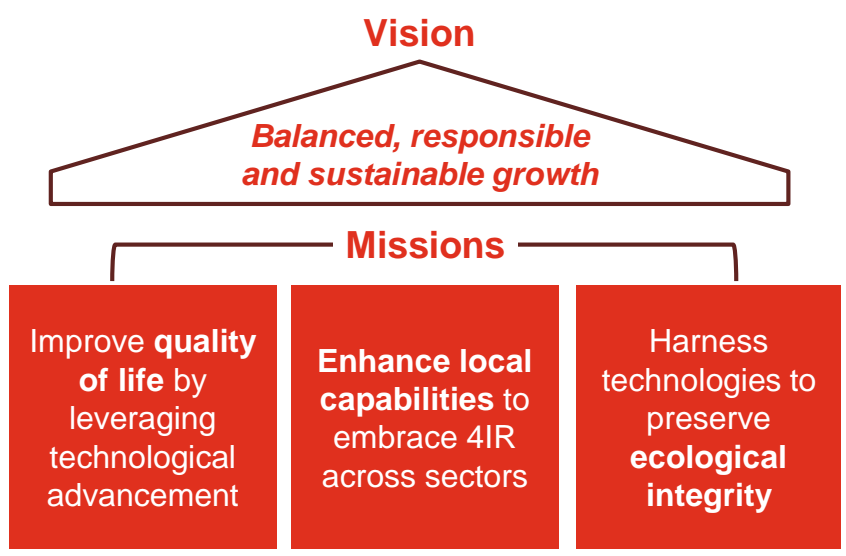 Vision
Balanced, responsible
and sustainable growth
Missions
Improve quality
of life by
leveraging
technological
advancement
Enhance local
capabilities to
embrace 4IR
across sectors
Harness
technologies to
preserve
ecological
integrity